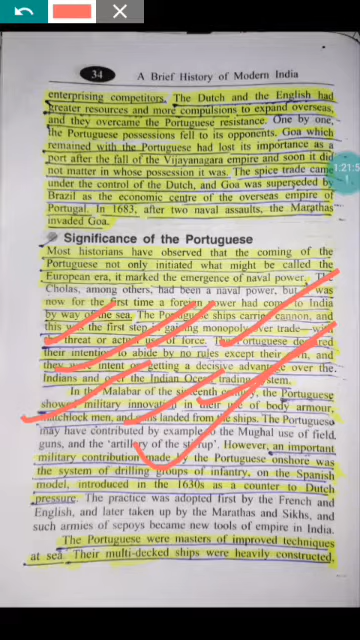 34 A Brief History of Modern India
enterprising competitors. The Dutch and the English had
greater resources and more compulsions to expand overseas,
and they overcame the Portuguese resistance. One by one,
the Portuguese possessions fell to its opponents. Goa which
remained with the Portuguese had lost its importance as a
port after the fall of the Vijayanagara empire and soon it did
not matter in whose possession it was. The spice trade came
under the control of the Dutch, and Goa was superseded by
Brazil as the economic centre of the overseas empire of
Portugal. In 1683, after two naval assaults, the Marathas
invaded Goa.
1:21:5
Significance of the Portuguese
Most historians have observed that the coming of the
Portuguese not only initiated what might be called the
European era, it marked the emergence of naval power. The
Cholas, among others, had been a naval power, but
was now for the first time a foreign power had come to India
by way of the sea. The Portuguese ships carried cannon, and
this was the first step in gaining monopoly over trade—
threat or actual use of force. The Portuguese declared
their intention to abide by no rules except their own, and
they were intent on getting a decisive advantage over the
Indians and over the Indian Ocean trading system.
In the Malabar of the sixteenth century, the Portuguese
showed military innovation in their use of body armour,
matchlock men, and guns landed from the ships. The Portuguese
may have contributed by example to the Mughal use of field
guns, and the 'artillery of the stirrup'. However, an important
military contribution made by the Portuguese onshore was
the system of drilling groups of infantry, on the Spanish
model, introduced in the 1630s as a counter to Dutch
pressure. The practice was adopted first by the French and
English, and later taken up by the Marathas and Sikhs, and
such armies of sepoys became new tools of empire in India.
The Portuguese were masters of improved techniques
at sea. Their multi-decked ships were heavily constructed,